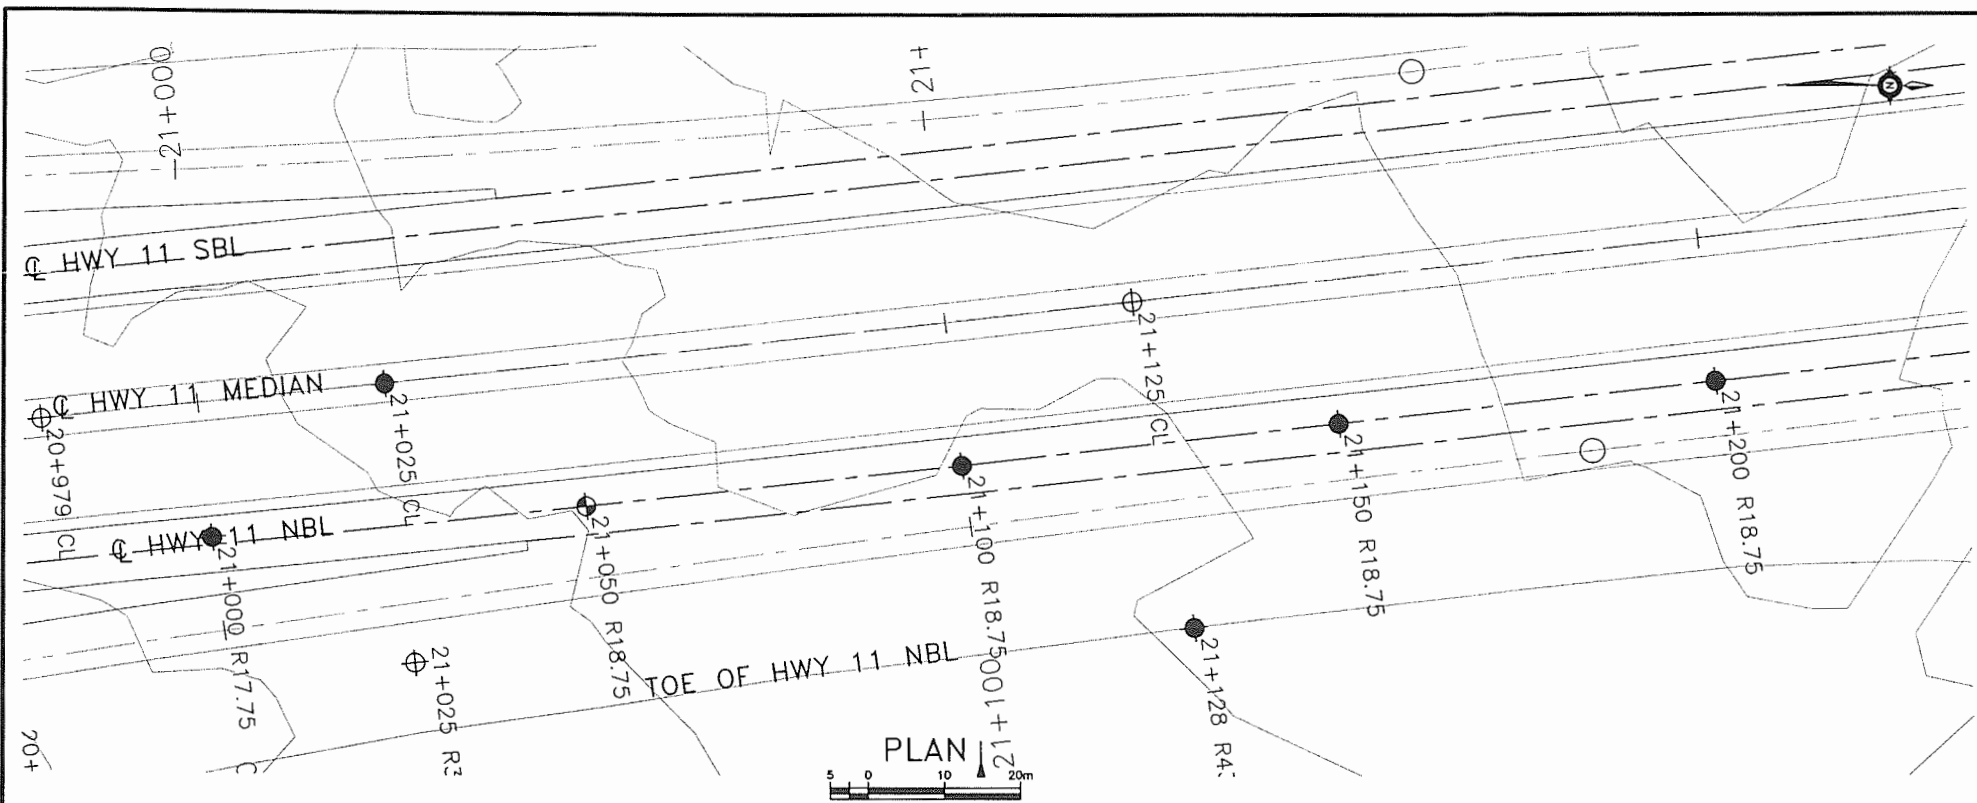 21+000
21+
N
℄ HWY 11 SBL
℄ HWY 11 MEDIAN
℄ HWY 11 NBL
20+979 CL
21+025 CL
21+125 CL
21+000 R17.75
21+050 R18.75
21+100 R18.75
21+150 R18.75
21+200 R18.75
21+025 R3
21+128 R4
TOE OF HWY 11 NBL
21+100
20+
PLAN
5 0 10 20m